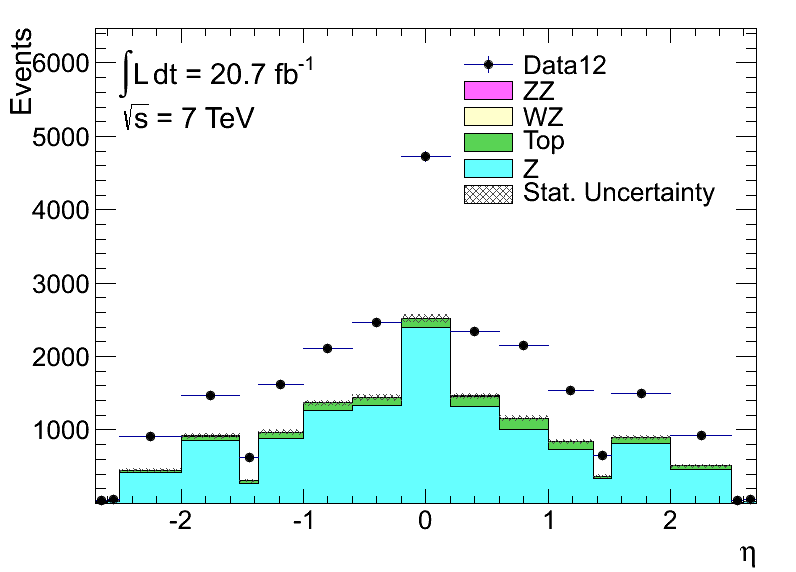 Events
∫L dt = 20.7 fb⁻¹
√s = 7 TeV
Data12
ZZ
WZ
Top
Z
Stat. Uncertainty
6000
5000
4000
3000
2000
1000
-2 -1 0 1 2
η